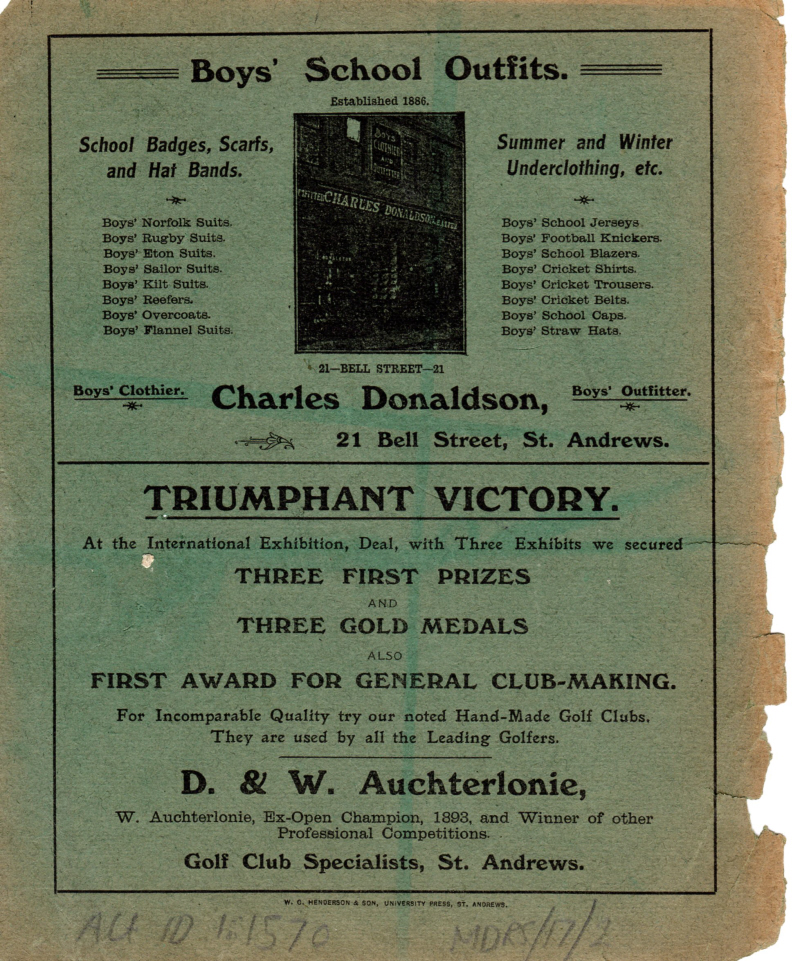 Boys' School Outfits.
Established 1886.
School Badges, Scarfs,
and Hat Bands.
Boys' Norfolk Suits.
Boys' Rugby Suits.
Boys' Eton Suits.
Boys' Sailor Suits.
Boys' Kilt Suits.
Boys' Reefers.
Boys' Overcoats.
Boys' Flannel Suits.
BOYS
CLOTHIER
AND
OUTFITTER
CHARLES DONALDSON
Summer and Winter
Underclothing, etc.
Boys' School Jerseys.
Boys' Football Knickers.
Boys' School Blazers.
Boys' Cricket Shirts.
Boys' Cricket Trousers.
Boys' Cricket Belts.
Boys' School Caps.
Boys' Straw Hats.
21—BELL STREET—21
Boys' Clothier.
Charles Donaldson,
Boys' Outfitter.
21 Bell Street, St. Andrews.
TRIUMPHANT VICTORY.
At the International Exhibition, Deal, with Three Exhibits we secured
THREE FIRST PRIZES
AND
THREE GOLD MEDALS
ALSO
FIRST AWARD FOR GENERAL CLUB-MAKING.
For Incomparable Quality try our noted Hand-Made Golf Clubs.
They are used by all the Leading Golfers.
D. & W. Auchterlonie,
W. Auchterlonie, Ex-Open Champion, 1893, and Winner of other
Professional Competitions.
Golf Club Specialists, St. Andrews.
W. C. HENDERSON & SON, UNIVERSITY PRESS, ST. ANDREWS.
ALF ID 151570